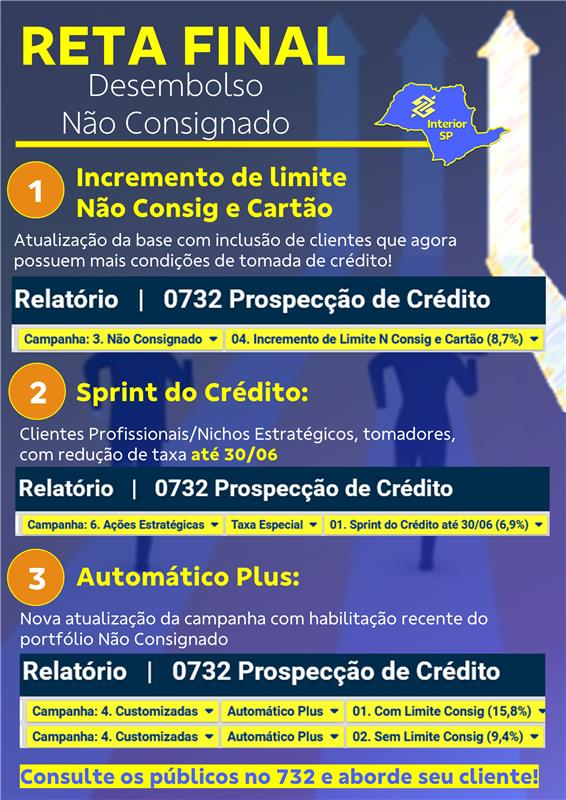 RETA FINAL
Desembolso
Não Consignado
Interior
SP
1
Incremento de limite
Não Consig e Cartão
Atualização da base com inclusão de clientes que agora
possuem mais condições de tomada de crédito!
Relatório | 0732 Prospecção de Crédito
Campanha: 3. Não Consignado 04. Incremento de Limite N Consig e Cartão (8,7%)
2
Sprint do Crédito:
Clientes Profissionais/Nichos Estratégicos, tomadores,
com redução de taxa até 30/06
Relatório | 0732 Prospecção de Crédito
Campanha: 6. Ações Estratégicas Taxa Especial 01. Sprint do Crédito até 30/06 (6,9%)
3
Automático Plus:
Nova atualização da campanha com habilitação recente do
portfólio Não Consignado
Relatório | 0732 Prospecção de Crédito
Campanha: 4. Customizadas Automático Plus 01. Com Limite Consig (15,8%)
Campanha: 4. Customizadas Automático Plus 02. Sem Limite Consig (9,4%)
Consulte os públicos no 732 e aborde seu cliente!